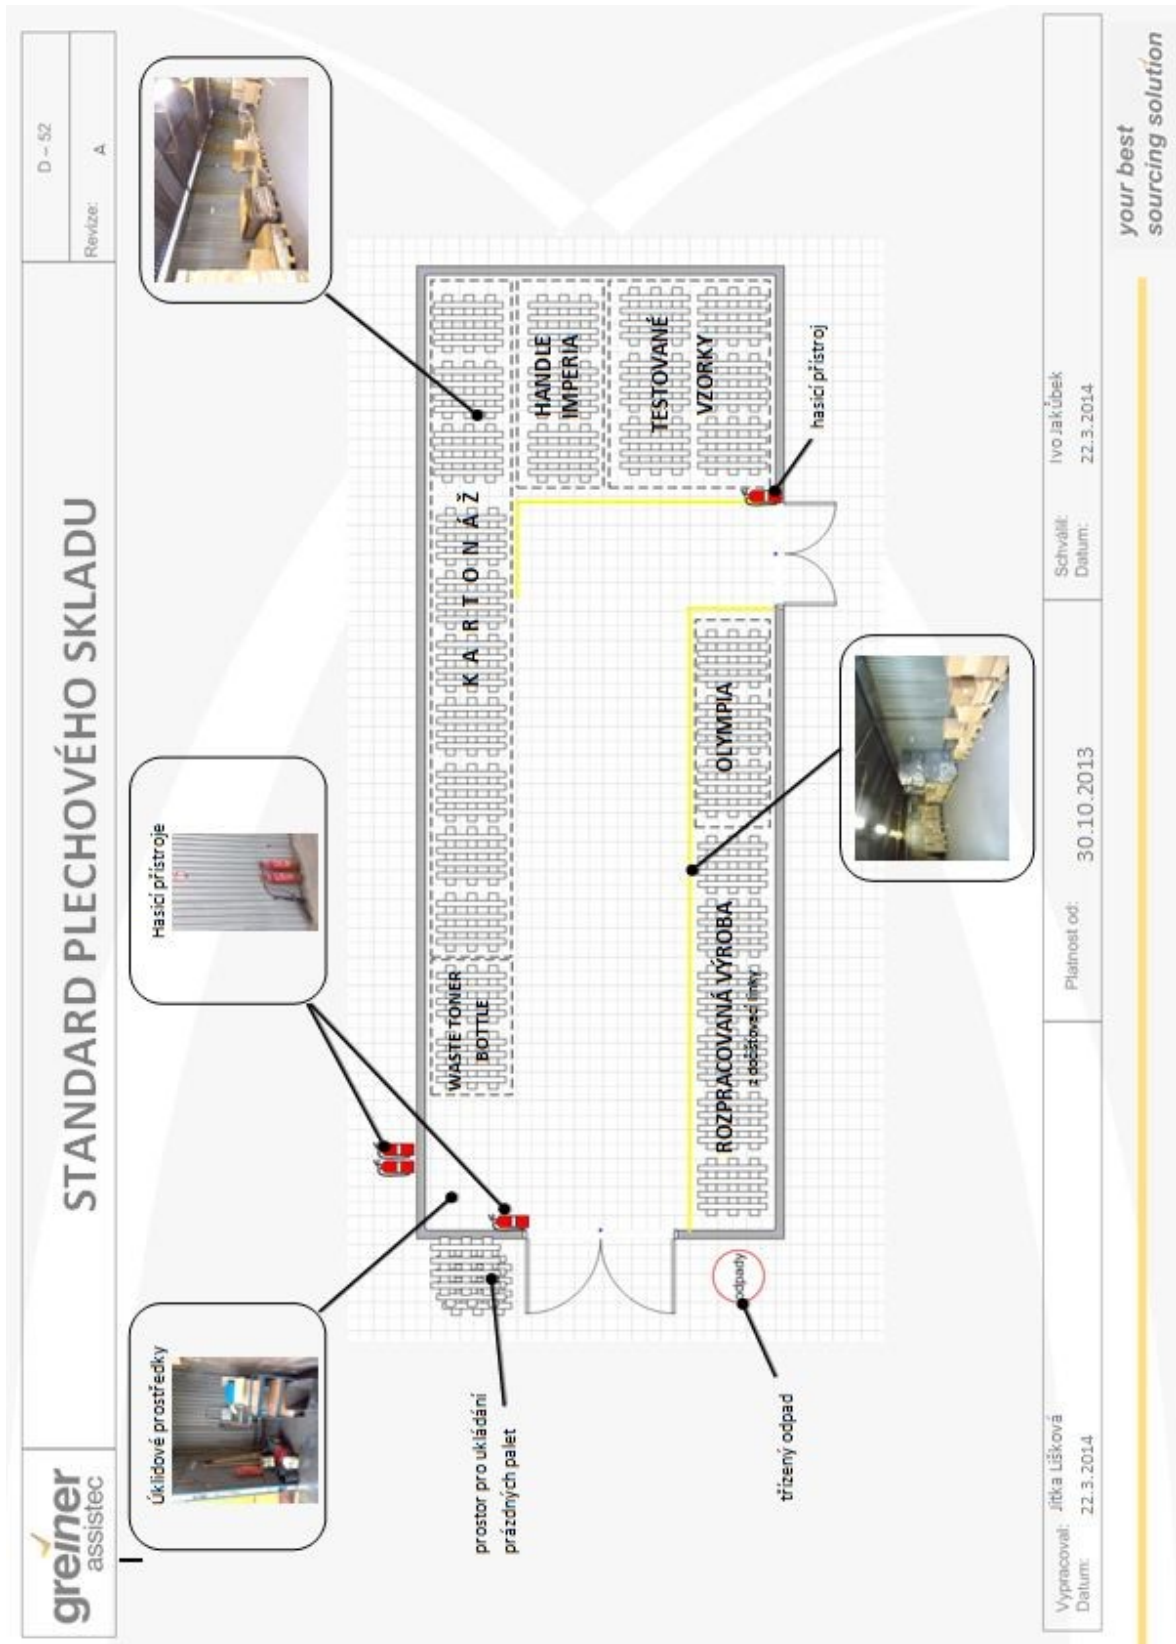 greiner
assistec
STANDARD PLECHOVÉHO SKLADU
D – 52
Revize: A
Úklidové prostředky
Hasicí přístroje
prostor pro ukládání
prázdných palet
WASTE TONER
BOTTLE
K A R T O N Á Ž
HANDLE
IMPERIA
TESTOVANÉ
VZORKY
hasicí přístroj
odpady
třízený odpad
ROZPRACOVANÁ VÝROBA
z dočišťovací linky
OLYMPIA
Vypracoval: Jitka Lišková
Datum: 22.3.2014
Platnost od: 30.10.2013
Schválil: Ivo Jakůbek
Datum: 22.3.2014
your best
sourcing solution